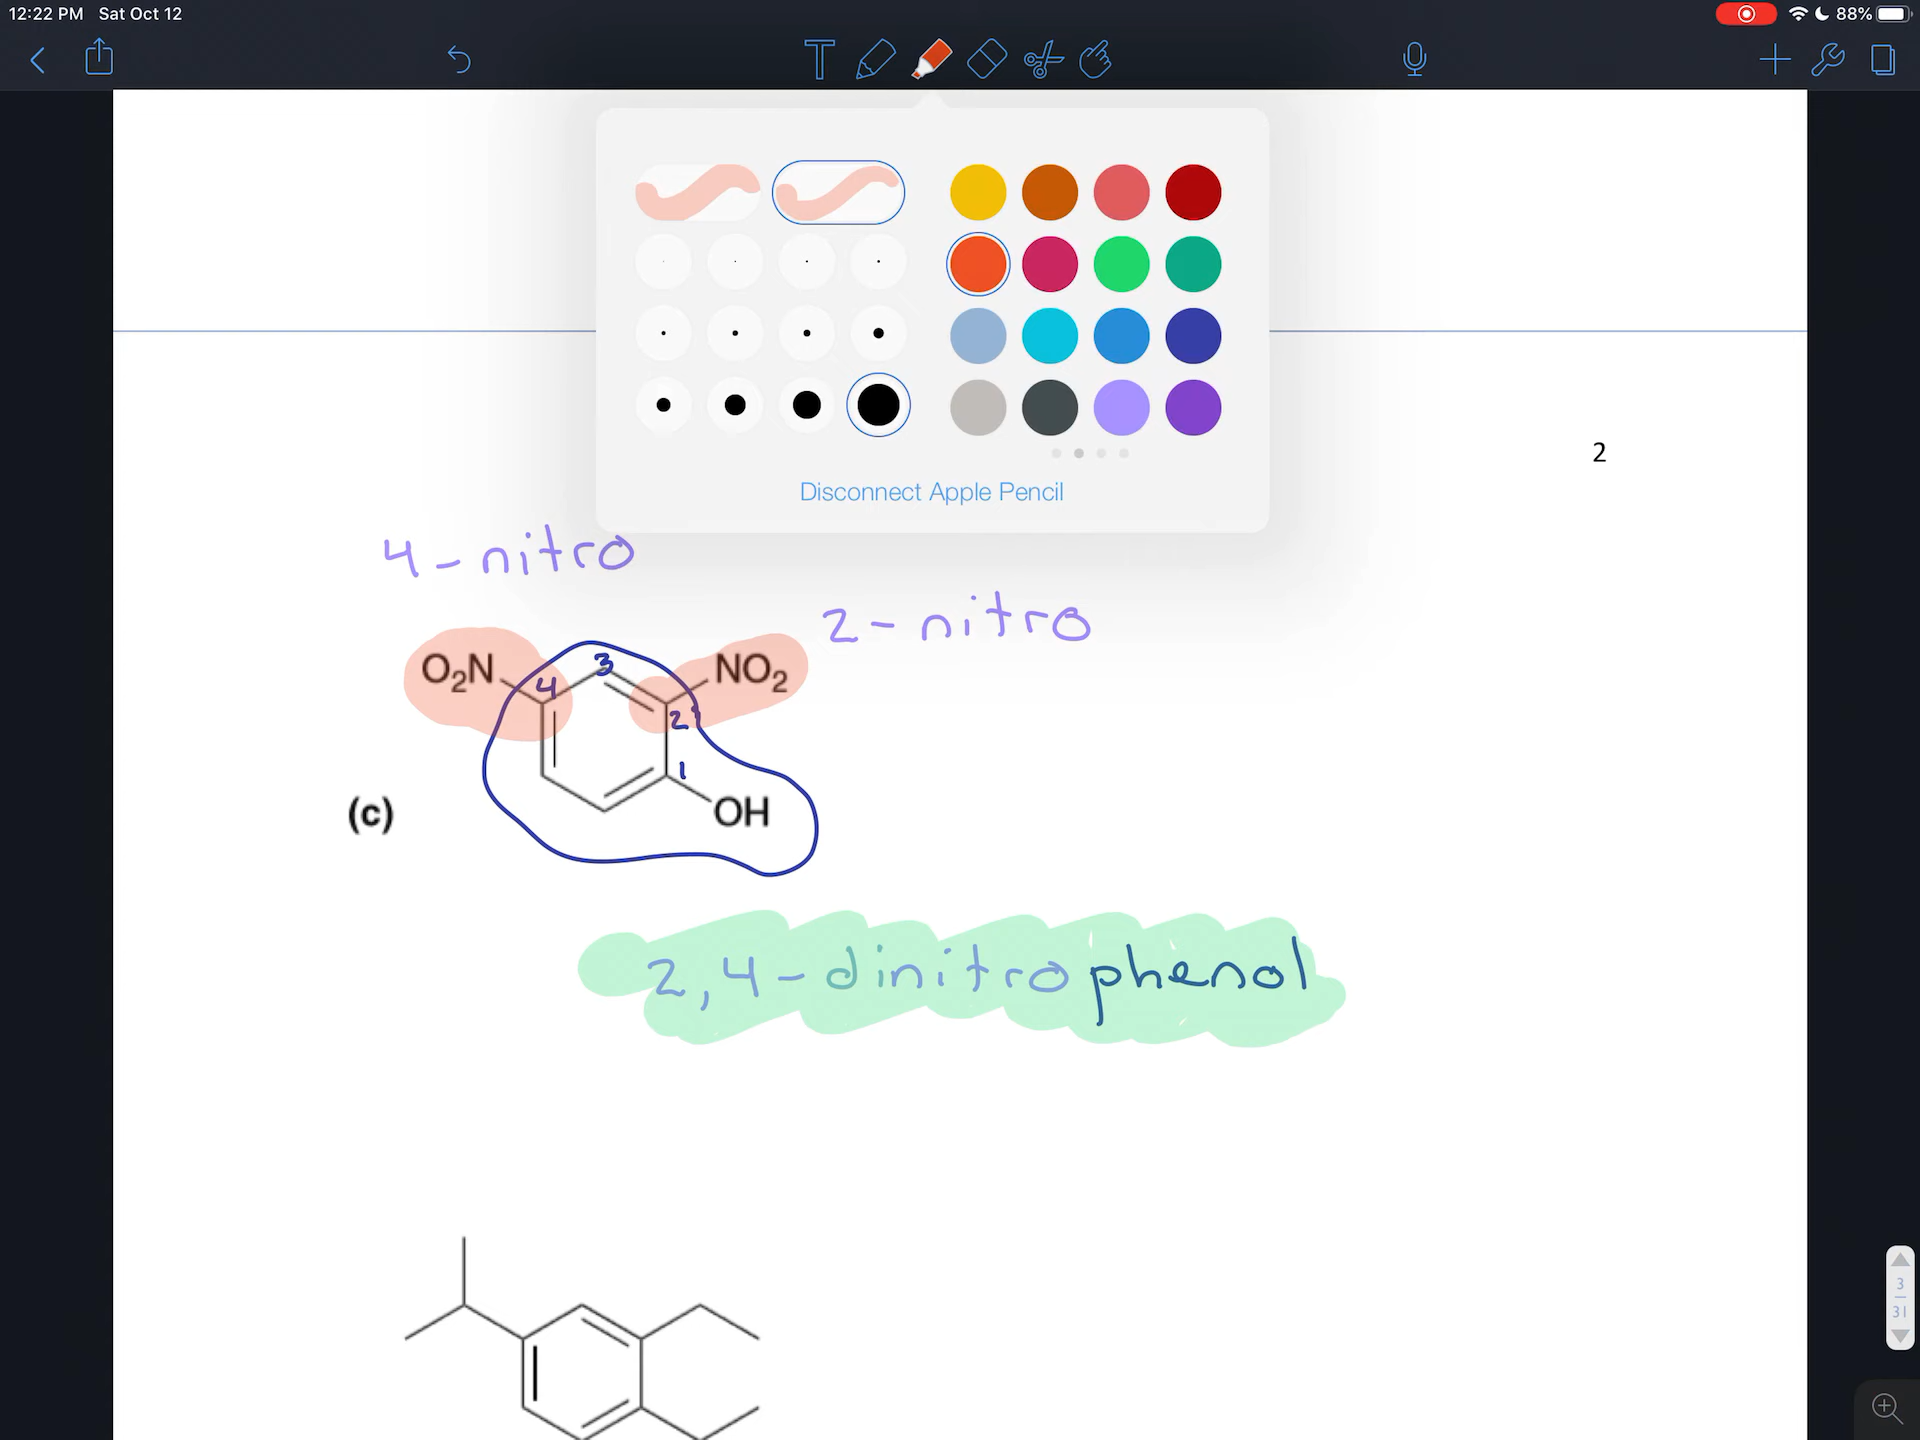 12:22 PM Sat Oct 12
88%
T
Disconnect Apple Pencil
2
4-nitro
2-nitro
O₂N
4
3
NO₂
2
1
OH
(c)
2,4-dinitrophenol
3
31